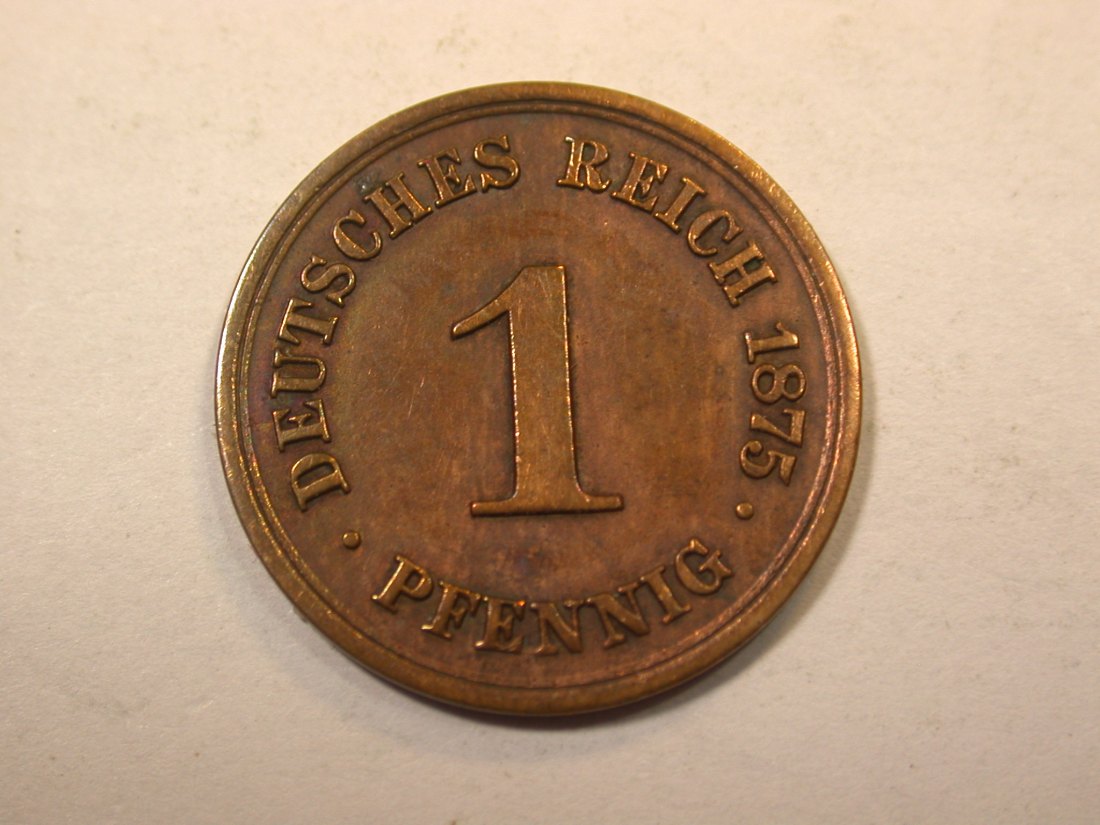 DEUTSCHES REICH 1875
1
· PFENNIG ·